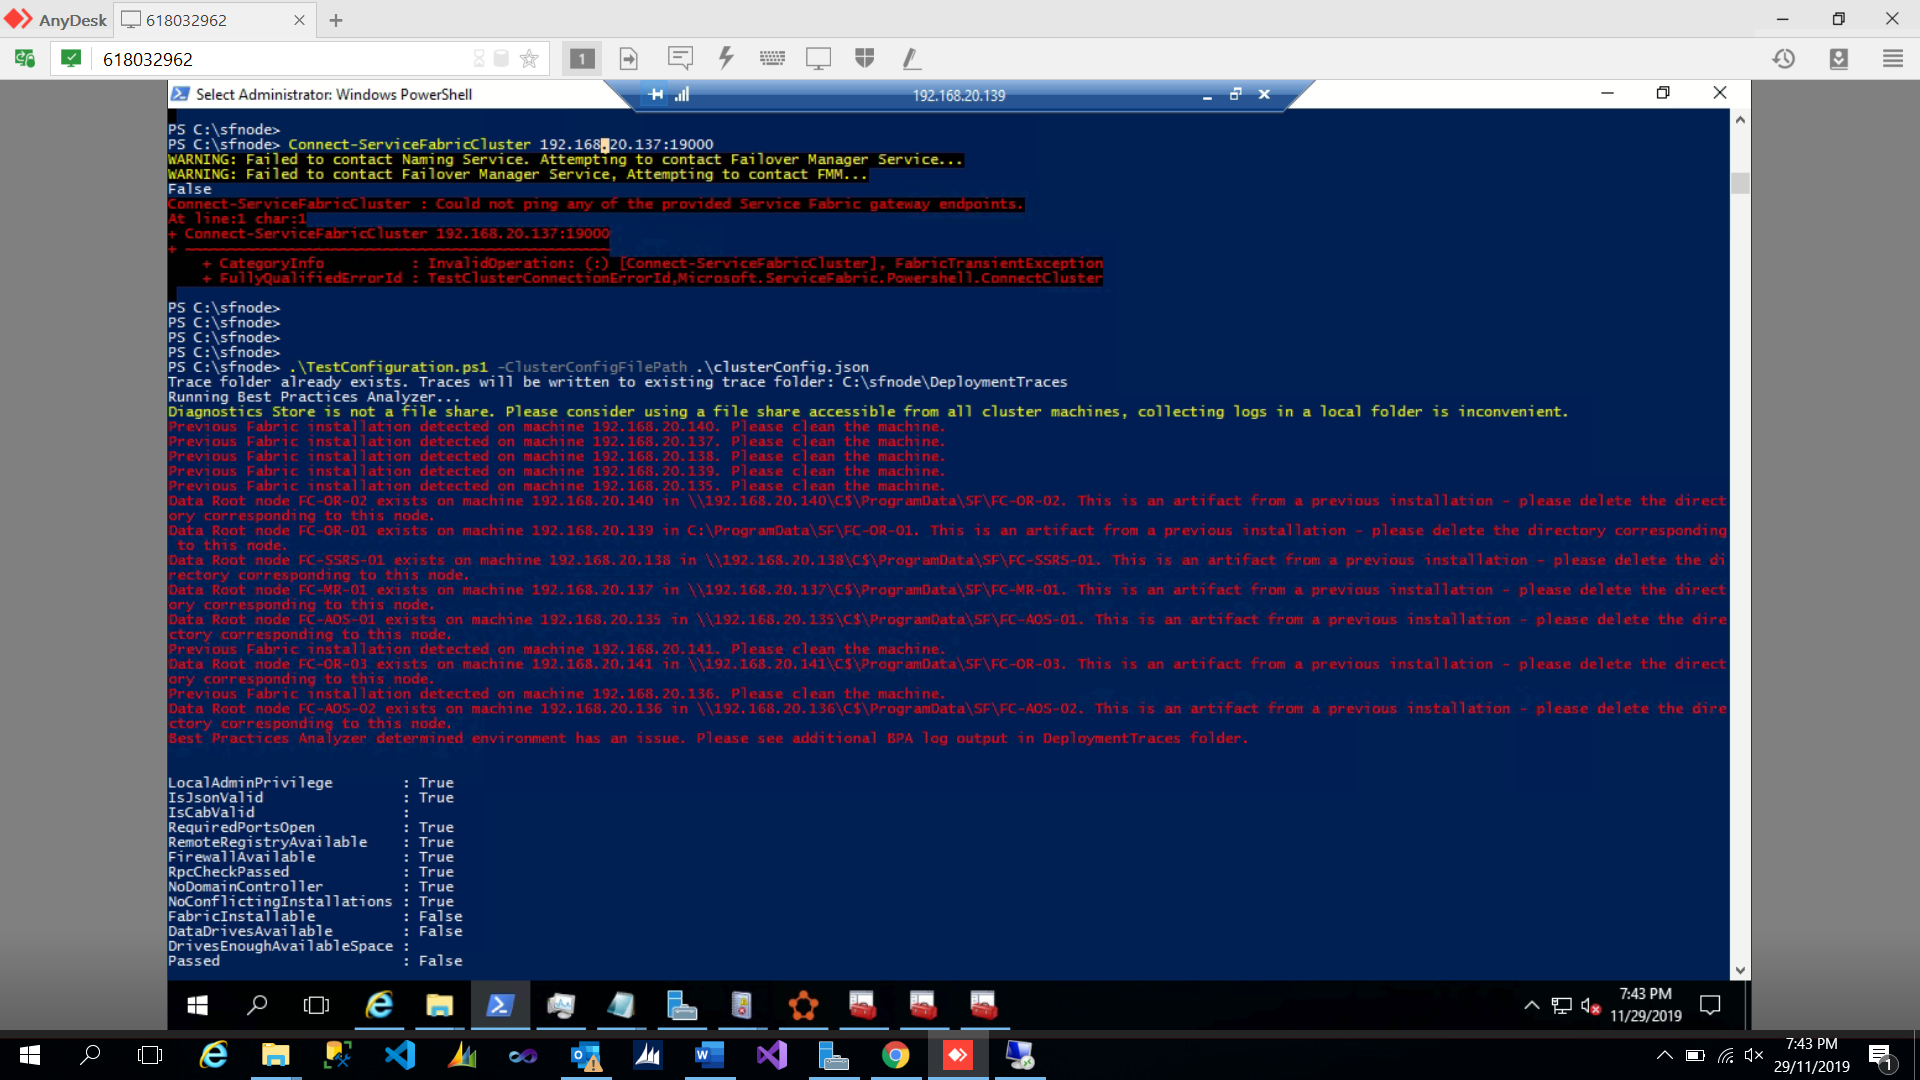 AnyDesk
618032962
618032962
1
Select Administrator: Windows PowerShell
192.168.20.139
PS C:\sfnode>
PS C:\sfnode> Connect-ServiceFabricCluster 192.168.20.137:19000
WARNING: Failed to contact Naming Service. Attempting to contact Failover Manager Service...
WARNING: Failed to contact Failover Manager Service, Attempting to contact FMM...
False
Connect-ServiceFabricCluster : Could not ping any of the provided Service Fabric gateway endpoints.
At line:1 char:1
+ Connect-ServiceFabricCluster 192.168.20.137:19000
+ ~~~~~~~~~~~~~~~~~~~~~~~~~~~~~~~~~~~~~~~~~~~~~~~~~
+ CategoryInfo          : InvalidOperation: (:) [Connect-ServiceFabricCluster], FabricTransientException
+ FullyQualifiedErrorId : TestClusterConnectionErrorId,Microsoft.ServiceFabric.Powershell.ConnectCluster
PS C:\sfnode>
PS C:\sfnode>
PS C:\sfnode>
PS C:\sfnode>
PS C:\sfnode> .\TestConfiguration.ps1 -ClusterConfigFilePath .\clusterConfig.json
Trace folder already exists. Traces will be written to existing trace folder: C:\sfnode\DeploymentTraces
Running Best Practices Analyzer...
Diagnostics Store is not a file share. Please consider using a file share accessible from all cluster machines, collecting logs in a local folder is inconvenient.
Previous Fabric installation detected on machine 192.168.20.140. Please clean the machine.
Previous Fabric installation detected on machine 192.168.20.137. Please clean the machine.
Previous Fabric installation detected on machine 192.168.20.138. Please clean the machine.
Previous Fabric installation detected on machine 192.168.20.139. Please clean the machine.
Previous Fabric installation detected on machine 192.168.20.135. Please clean the machine.
Data Root node FC-OR-02 exists on machine 192.168.20.140 in \\192.168.20.140\C$\ProgramData\SF\FC-OR-02. This is an artifact from a previous installation - please delete the direct
ory corresponding to this node.
Data Root node FC-OR-01 exists on machine 192.168.20.139 in C:\ProgramData\SF\FC-OR-01. This is an artifact from a previous installation - please delete the directory corresponding
to this node.
Data Root node FC-SSRS-01 exists on machine 192.168.20.138 in \\192.168.20.138\C$\ProgramData\SF\FC-SSRS-01. This is an artifact from a previous installation - please delete the di
rectory corresponding to this node.
Data Root node FC-MR-01 exists on machine 192.168.20.137 in \\192.168.20.137\C$\ProgramData\SF\FC-MR-01. This is an artifact from a previous installation - please delete the direct
ory corresponding to this node.
Data Root node FC-AOS-01 exists on machine 192.168.20.135 in \\192.168.20.135\C$\ProgramData\SF\FC-AOS-01. This is an artifact from a previous installation - please delete the dire
ctory corresponding to this node.
Previous Fabric installation detected on machine 192.168.20.141. Please clean the machine.
Data Root node FC-OR-03 exists on machine 192.168.20.141 in \\192.168.20.141\C$\ProgramData\SF\FC-OR-03. This is an artifact from a previous installation - please delete the direct
ory corresponding to this node.
Previous Fabric installation detected on machine 192.168.20.136. Please clean the machine.
Data Root node FC-AOS-02 exists on machine 192.168.20.136 in \\192.168.20.136\C$\ProgramData\SF\FC-AOS-02. This is an artifact from a previous installation - please delete the dire
ctory corresponding to this node.
Best Practices Analyzer determined environment has an issue. Please see additional BPA log output in DeploymentTraces folder.
LocalAdminPrivilege        : True
IsJsonValid                : True
IsCabValid                 :
RequiredPortsOpen          : True
RemoteRegistryAvailable    : True
FirewallAvailable          : True
RpcCheckPassed             : True
NoDomainController         : True
NoConflictingInstallations : True
FabricInstallable          : False
DataDrivesAvailable        : False
DrivesEnoughAvailableSpace :
Passed                     : False
7:43 PM
11/29/2019
7:43 PM
29/11/2019
1